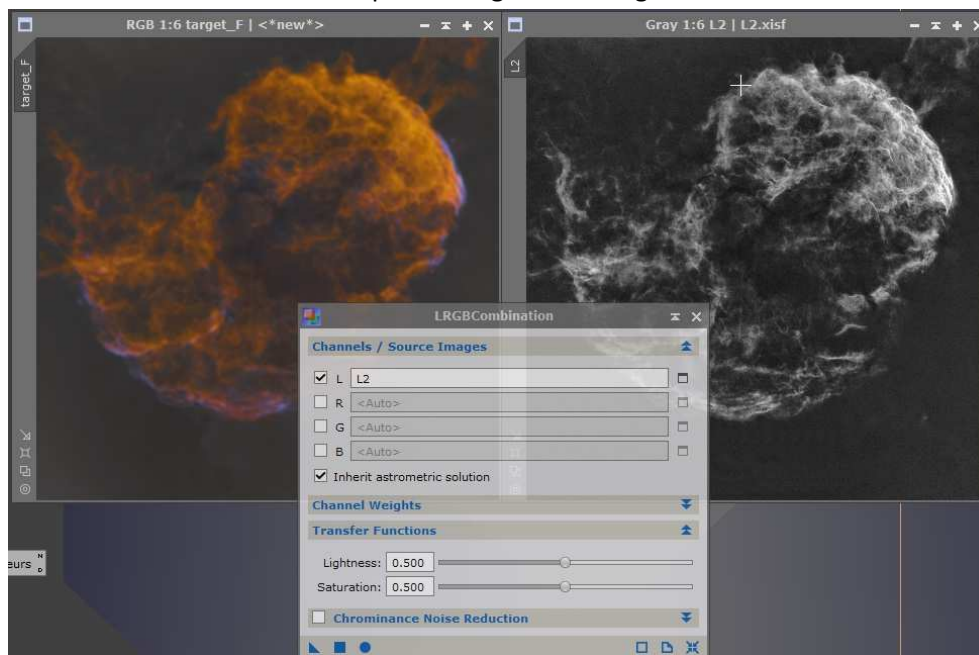 RGB 1:6 target_F | <*new*>
Gray 1:6 L2 | L2.xisf
target_F
L2
LRGBCombination
Channels / Source Images
L L2
R <Auto>
G <Auto>
B <Auto>
Inherit astrometric solution
Channel Weights
Transfer Functions
Lightness: 0.500
Saturation: 0.500
Chrominance Noise Reduction
eurs N D